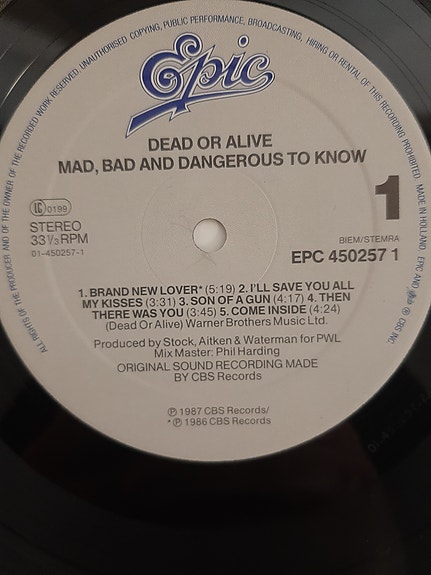 ALL RIGHTS OF THE PRODUCER AND OF THE OWNER OF THE RECORDED WORK RESERVED. UNAUTHORISED COPYING, PUBLIC PERFORMANCE, BROADCASTING, HIRING OR RENTAL OF THIS RECORDING PROHIBITED. MADE IN HOLLAND. EPIC AND
® CBS INC.
Epic
DEAD OR ALIVE
MAD, BAD AND DANGEROUS TO KNOW
LC 0199
STEREO
33⅓ RPM
01-450257-1
1
BIEM/STEMRA
EPC 450257 1
1. BRAND NEW LOVER* (5:19) 2. I'LL SAVE YOU ALL
MY KISSES (3:31) 3. SON OF A GUN (4:17) 4. THEN
THERE WAS YOU (3:45) 5. COME INSIDE (4:24)
(Dead Or Alive) Warner Brothers Music Ltd.
Produced by Stock, Aitken & Waterman for PWL
Mix Master: Phil Harding
ORIGINAL SOUND RECORDING MADE
BY CBS Records
℗ 1987 CBS Records/
* ℗ 1986 CBS Records